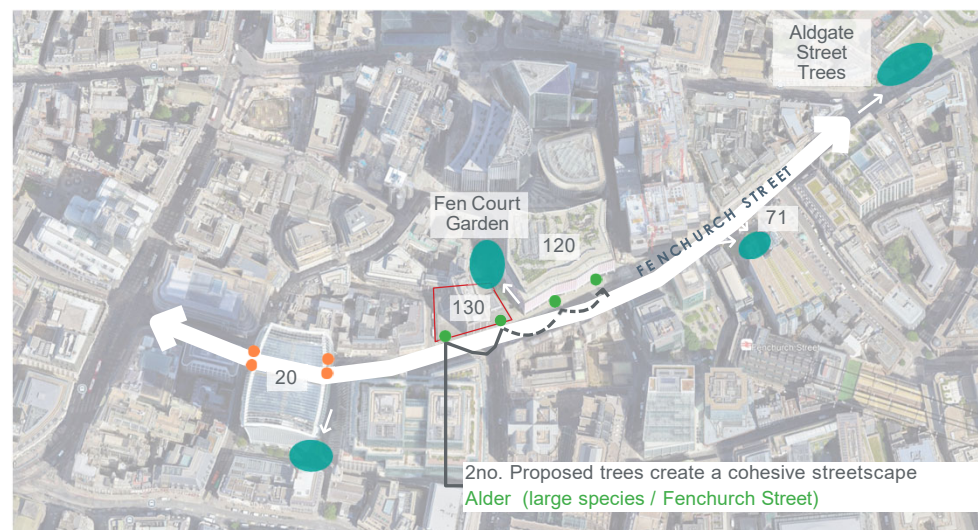 Aldgate
Street
Trees
Fen Court
Garden
71
120
FENCHURCH STREET
130
Fenchurch Street
20
2no. Proposed trees create a cohesive streetscape
Alder (large species / Fenchurch Street)